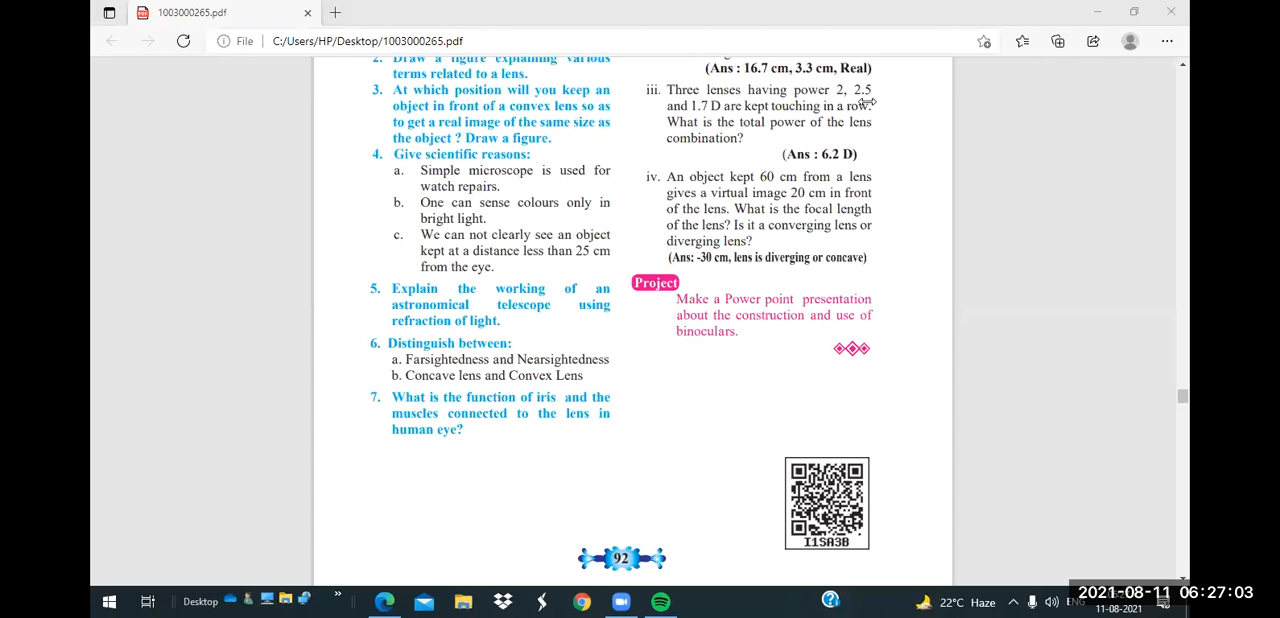 1003000265.pdf
File
C:/Users/HP/Desktop/1003000265.pdf
2. Draw a figure explaining various
terms related to a lens.
3. At which position will you keep an
object in front of a convex lens so as
to get a real image of the same size as
the object ? Draw a figure.
4. Give scientific reasons:
a. Simple microscope is used for
watch repairs.
b. One can sense colours only in
bright light.
c. We can not clearly see an object
kept at a distance less than 25 cm
from the eye.
5. Explain the working of an
astronomical telescope using
refraction of light.
6. Distinguish between:
a. Farsightedness and Nearsightedness
b. Concave lens and Convex Lens
7. What is the function of iris and the
muscles connected to the lens in
human eye?
(Ans : 16.7 cm, 3.3 cm, Real)
iii. Three lenses having power 2, 2.5
and 1.7 D are kept touching in a row.
What is the total power of the lens
combination?
(Ans : 6.2 D)
iv. An object kept 60 cm from a lens
gives a virtual image 20 cm in front
of the lens. What is the focal length
of the lens? Is it a converging lens or
diverging lens?
(Ans: -30 cm, lens is diverging or concave)
Project
Make a Power point presentation
about the construction and use of
binoculars.
I1SA3B
92
Desktop
22°C Haze
ENG
2021-08-11 06:27:03
11-08-2021